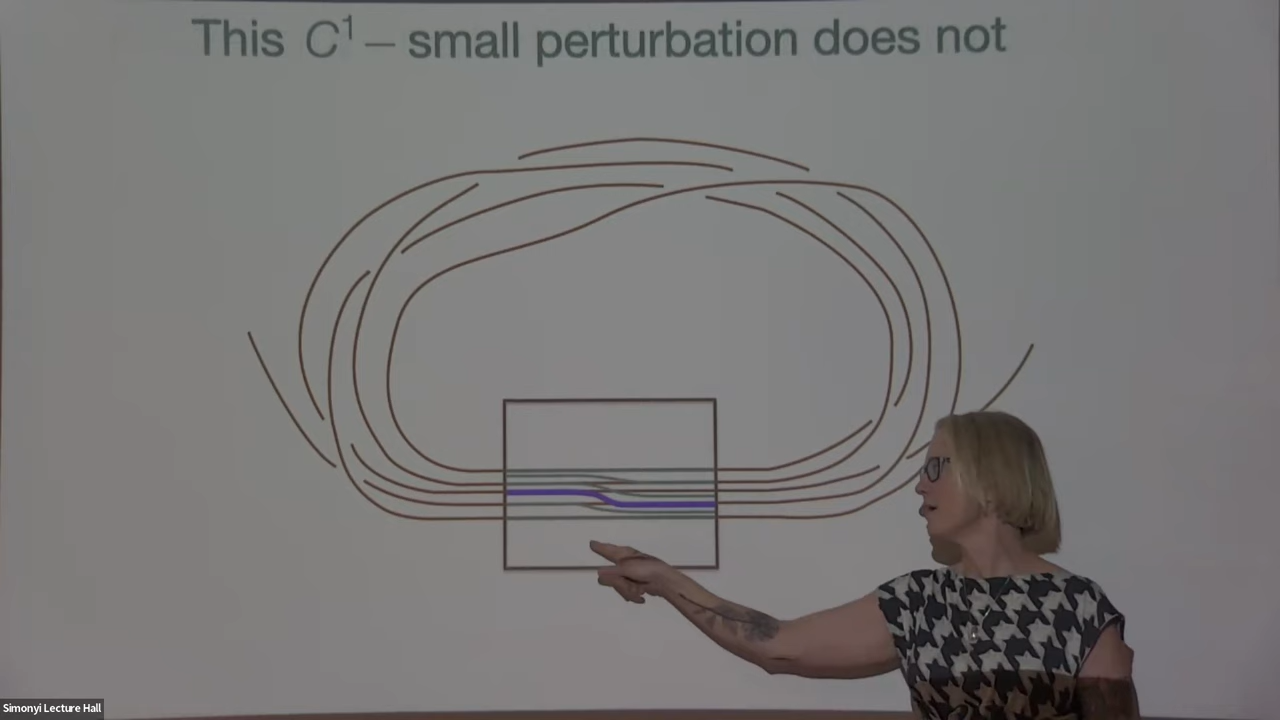 This C¹ – small perturbation does not
Simonyi Lecture Hall